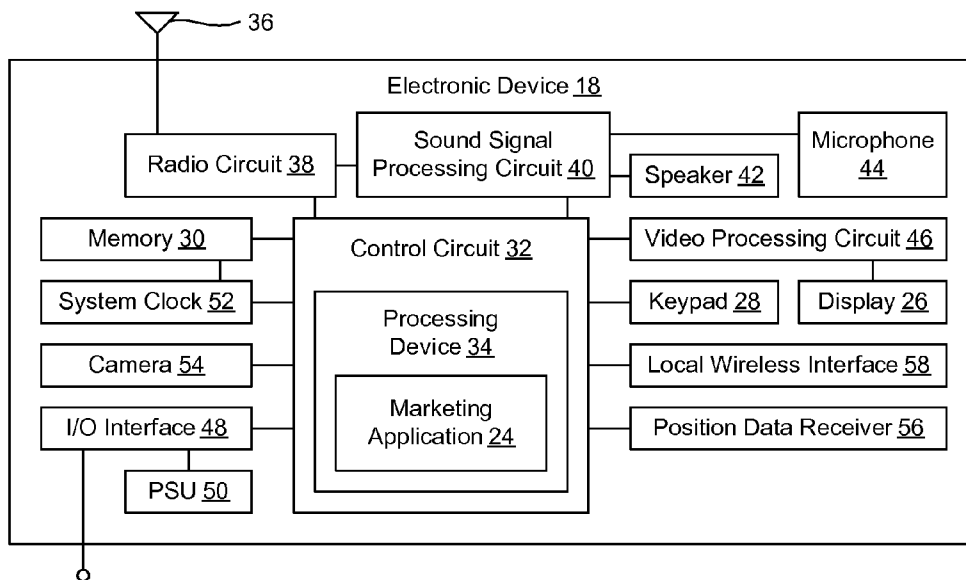 36
Electronic Device 18
Radio Circuit 38
Sound Signal
Processing Circuit 40
Microphone
44
Speaker 42
Memory 30
Control Circuit 32
Video Processing Circuit 46
System Clock 52
Processing
Device 34
Keypad 28
Display 26
Camera 54
Local Wireless Interface 58
Marketing
Application 24
I/O Interface 48
Position Data Receiver 56
PSU 50